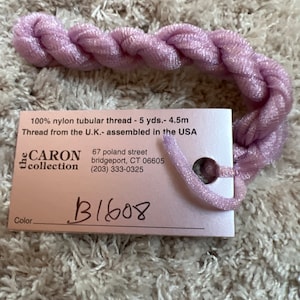 100% nylon tubular thread - 5 yds.- 4.5m
Thread from the U.K.- assembled in the USA
the CARON collection
67 poland street
bridgeport, CT 06605
(203) 333-0325
Color B1608